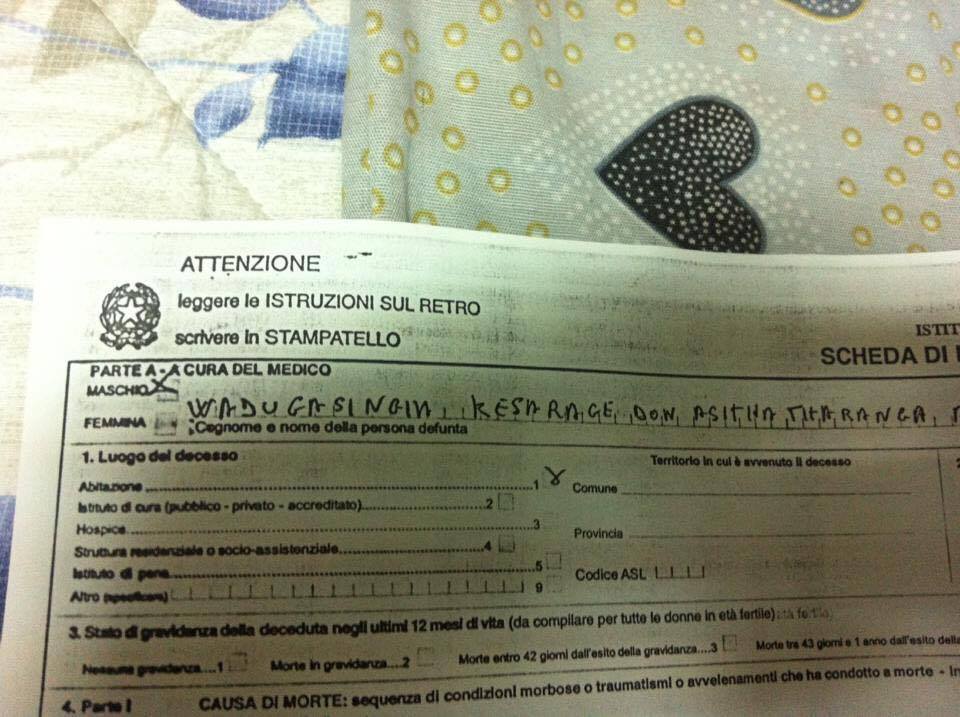 ATTENZIONE
leggere le ISTRUZIONI SUL RETRO
scrivere in STAMPATELLO
ISTIT
SCHEDA DI
PARTE A - A CURA DEL MEDICO
MASCHIO X
FEMMINA
WADUGASINGIA KESARAGE DON ASITHA THARANGA
Cognome e nome della persona defunta
1. Luogo del decesso
Territorio in cui è avvenuto il decesso
Abitazione 1 X
Comune
Istituto di cura (pubblico - privato - accreditato) 2
Hospice 3
Provincia
Struttura residenziale o socio-assistenziale 4
Istituto di pena 5
Codice ASL
Altro (specificare) 9
3. Stato di gravidanza della deceduta negli ultimi 12 mesi di vita (da compilare per tutte le donne in età fertile)
Nessuna gravidanza....1 Morte in gravidanza....2 Morte entro 42 giorni dall'esito della gravidanza....3 Morte tra 43 giorni e 1 anno dall'esito della
4. Parte I CAUSA DI MORTE: sequenza di condizioni morbose o traumatismi o avvelenamenti che ha condotto a morte - In